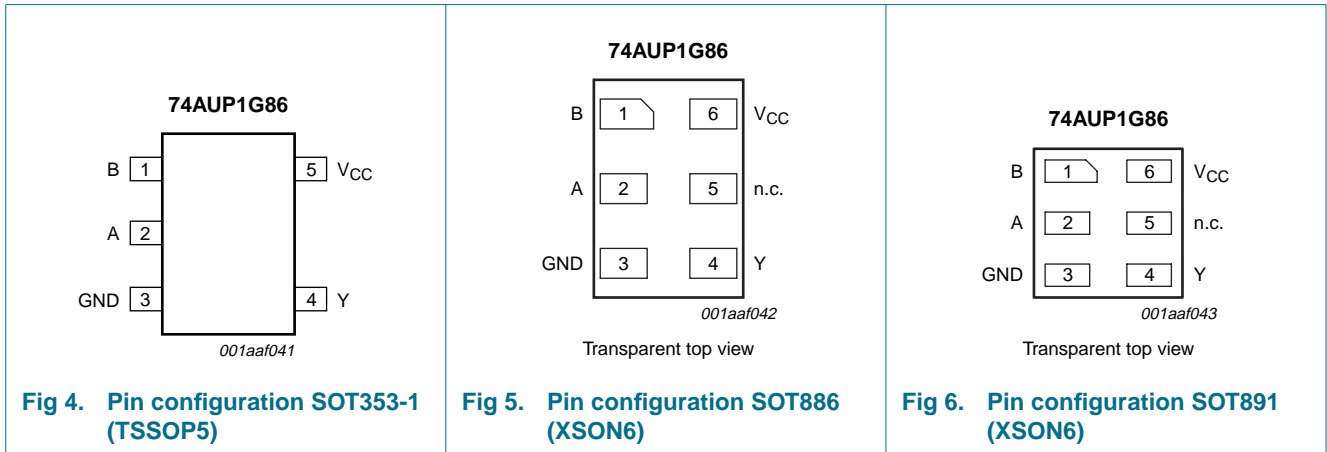 74AUP1G86
B 1 5 VCC
A 2
GND 3 4 Y
001aaf041
Fig 4. Pin configuration SOT353-1
(TSSOP5)
74AUP1G86
B 1 6 VCC
A 2 5 n.c.
GND 3 4 Y
001aaf042
Transparent top view
Fig 5. Pin configuration SOT886
(XSON6)
74AUP1G86
B 1 6 VCC
A 2 5 n.c.
GND 3 4 Y
001aaf043
Transparent top view
Fig 6. Pin configuration SOT891
(XSON6)